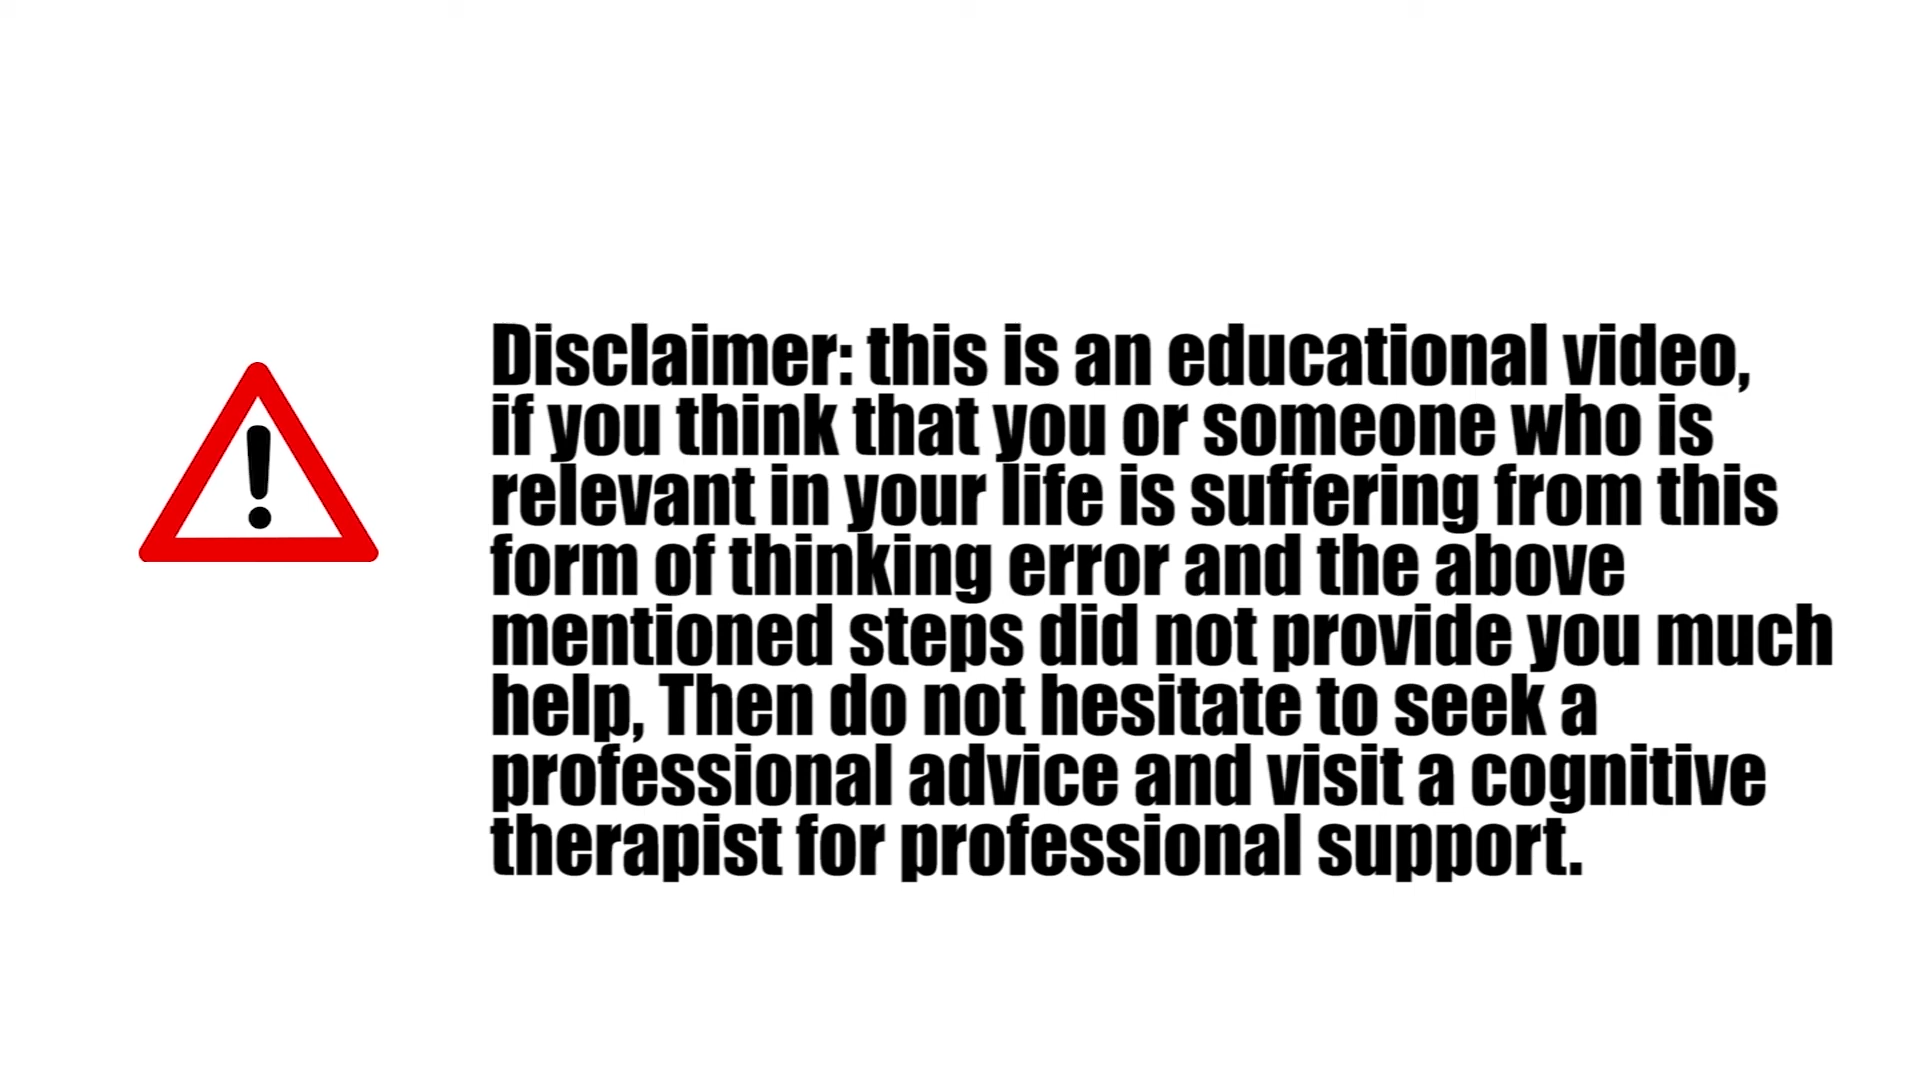 Disclaimer: this is an educational video,
if you think that you or someone who is
relevant in your life is suffering from this
form of thinking error and the above
mentioned steps did not provide you much
help, Then do not hesitate to seek a
professional advice and visit a cognitive
therapist for professional support.